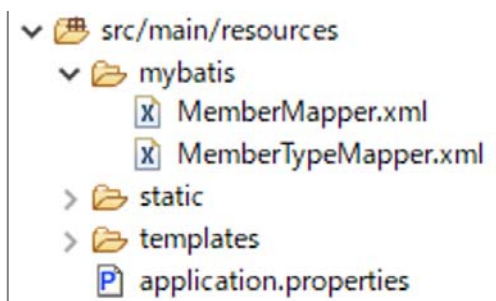 src/main/resources
mybatis
MemberMapper.xml
MemberTypeMapper.xml
static
templates
application.properties